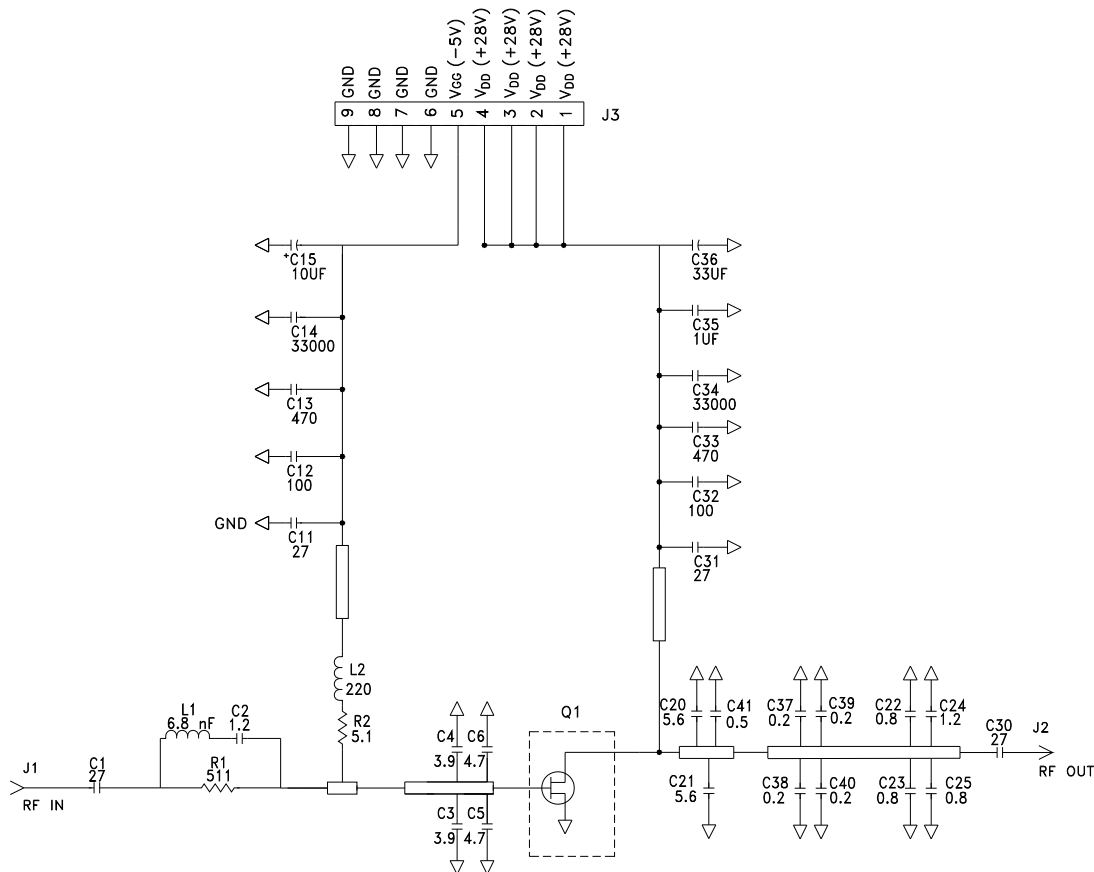 VGG (-5V)
VDD (+28V)
VDD (+28V)
VDD (+28V)
VDD (+28V)
GND
GND
GND
GND
9
8
7
6
5
4
3
2
1
J3
+C15
10UF
C36
33UF
C14
33000
C35
1UF
C13
470
C34
33000
C33
470
C12
100
C32
100
GND
C11
27
C31
27
L2
220
R2
5.1
L1
6.8 nF
C2
1.2
R1
511
J1
RF IN
C1
27
C4
3.9
C6
4.7
C3
3.9
C5
4.7
Q1
C20
5.6
C41
0.5
C21
5.6
C37
0.2
C39
0.2
C38
0.2
C40
0.2
C22
0.8
C24
1.2
C23
0.8
C25
0.8
C30
27
J2
RF OUT